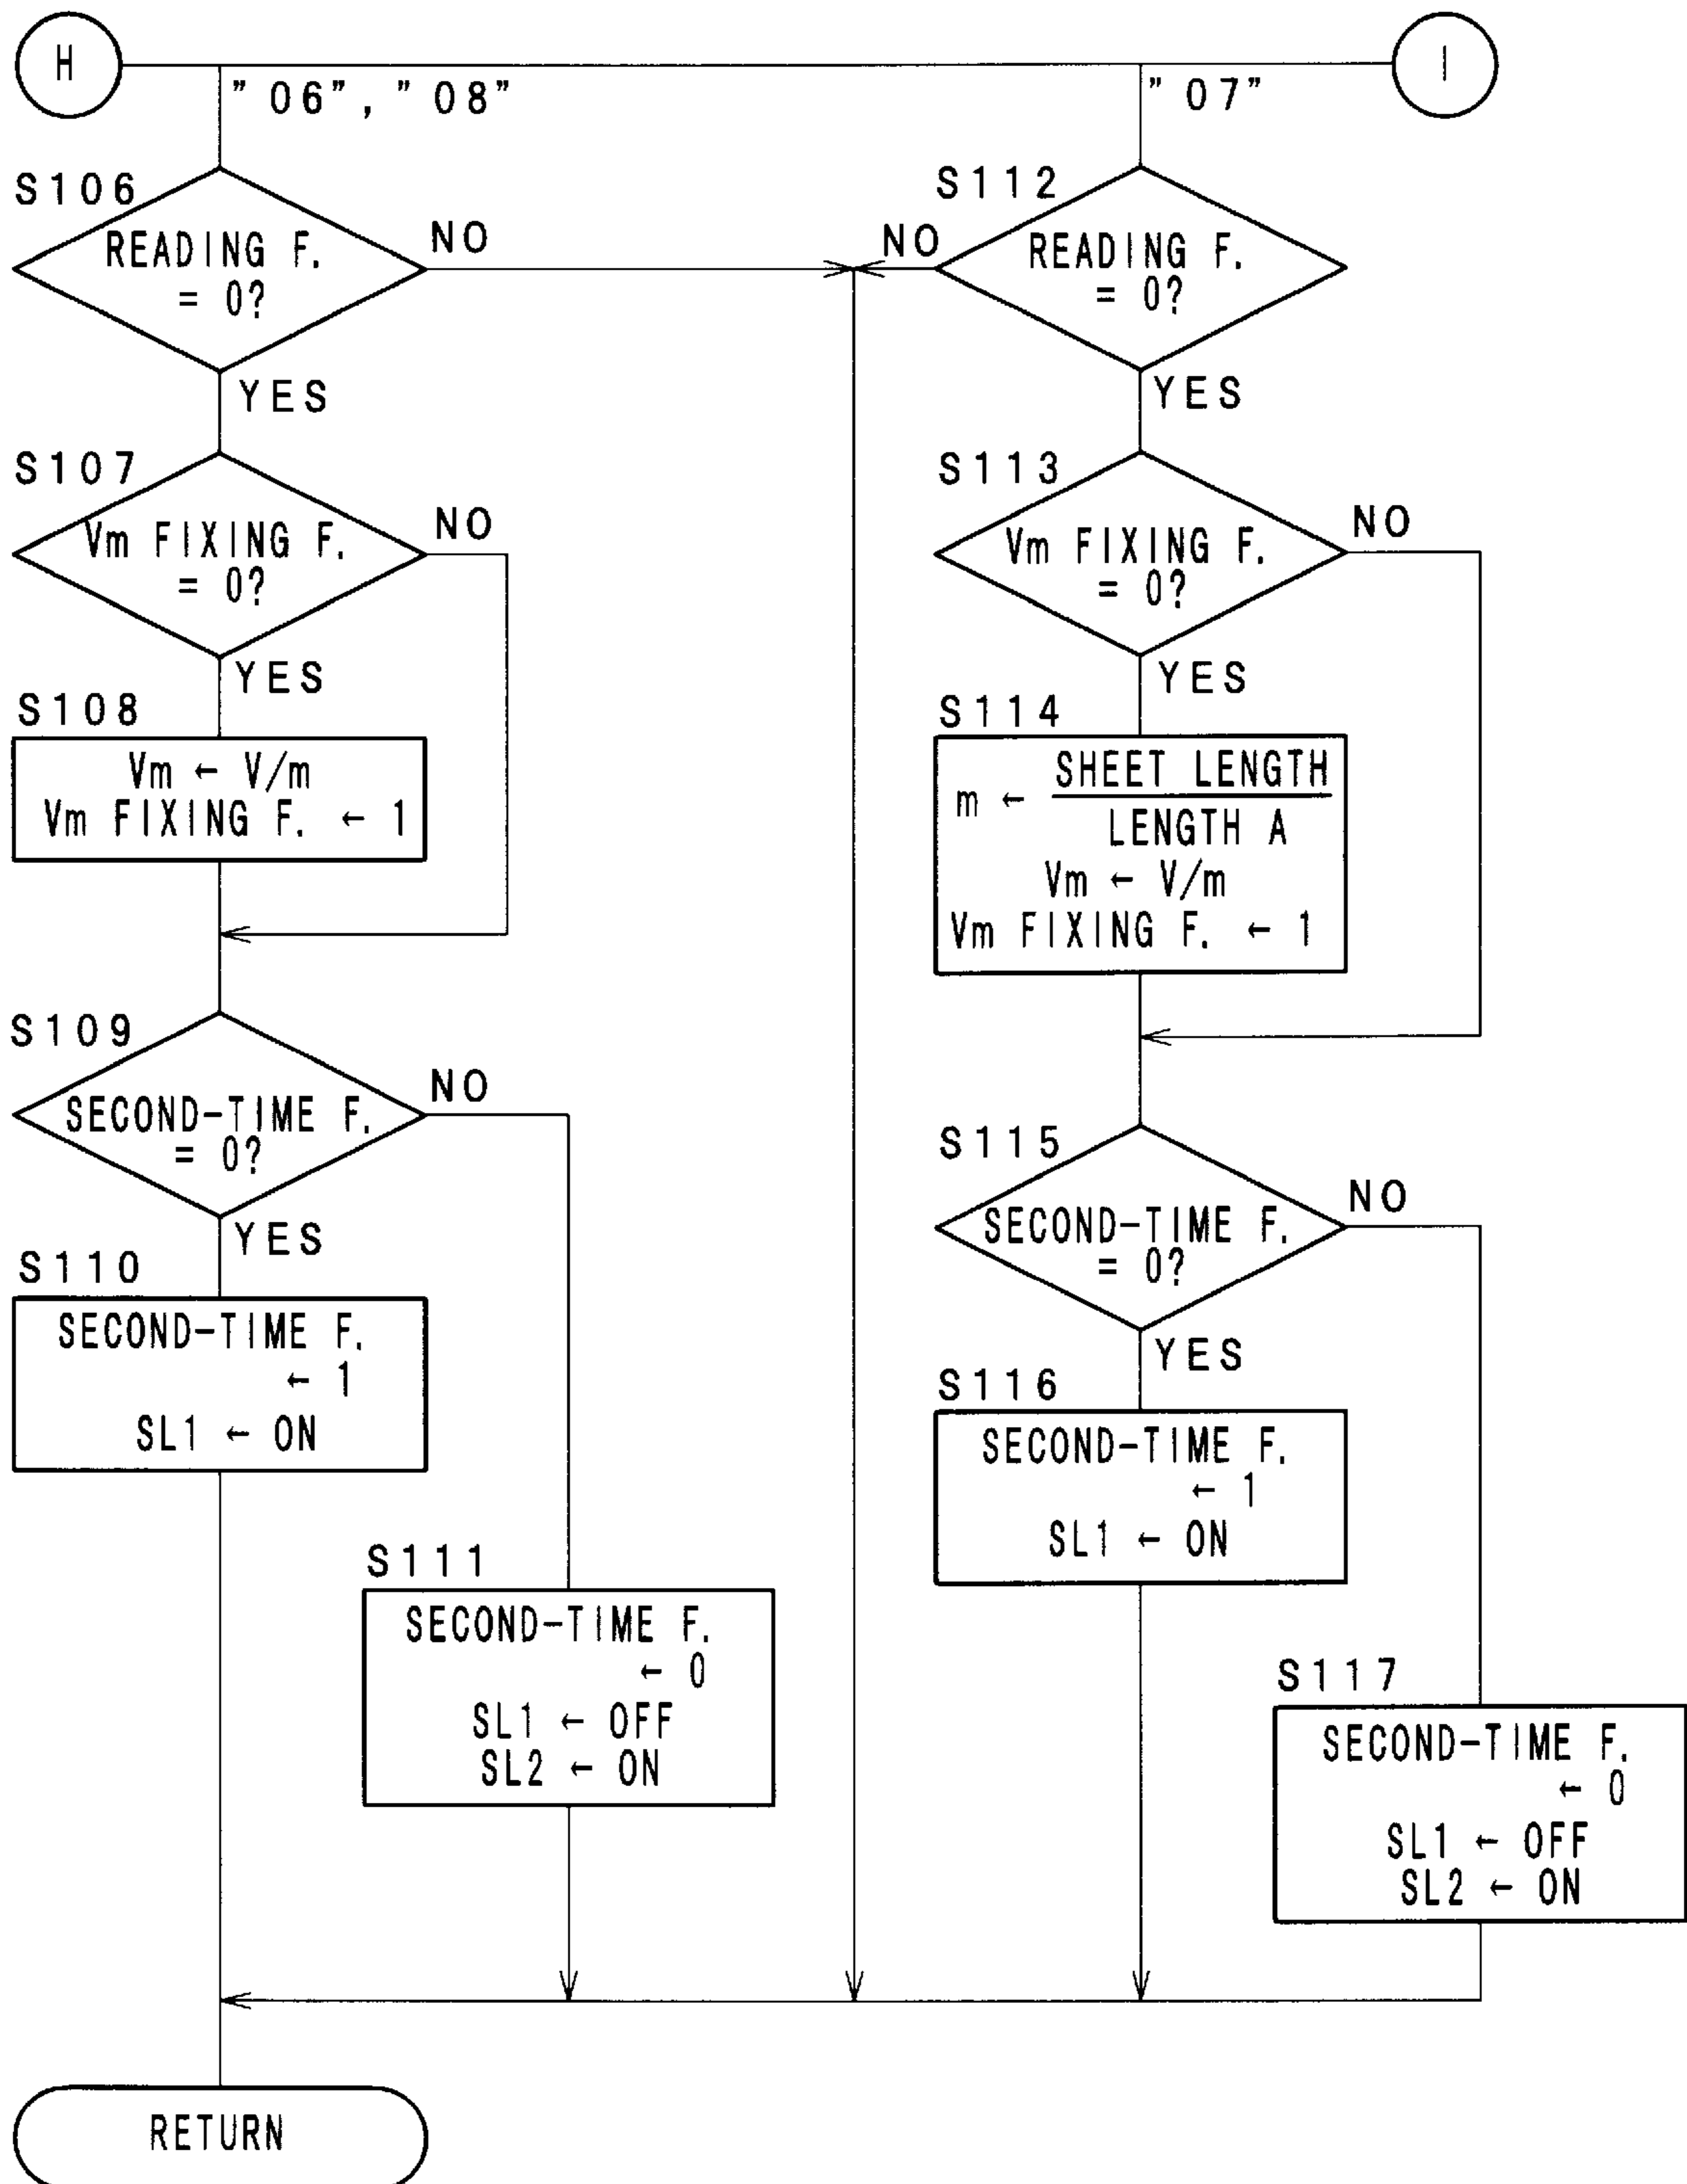 H
I
"06", "08"
"07"
S106
READING F.
= 0?
NO
YES
S107
Vm FIXING F.
= 0?
NO
YES
S108
Vm ← V/m
Vm FIXING F. ← 1
S109
SECOND-TIME F.
= 0?
NO
YES
S110
SECOND-TIME F.
← 1
SL1 ← ON
S111
SECOND-TIME F.
← 0
SL1 ← OFF
SL2 ← ON
S112
NO
READING F.
= 0?
YES
S113
Vm FIXING F.
= 0?
NO
YES
S114
m ← SHEET LENGTH
LENGTH A
Vm ← V/m
Vm FIXING F. ← 1
S115
SECOND-TIME F.
= 0?
NO
YES
S116
SECOND-TIME F.
← 1
SL1 ← ON
S117
SECOND-TIME F.
← 0
SL1 ← OFF
SL2 ← ON
RETURN